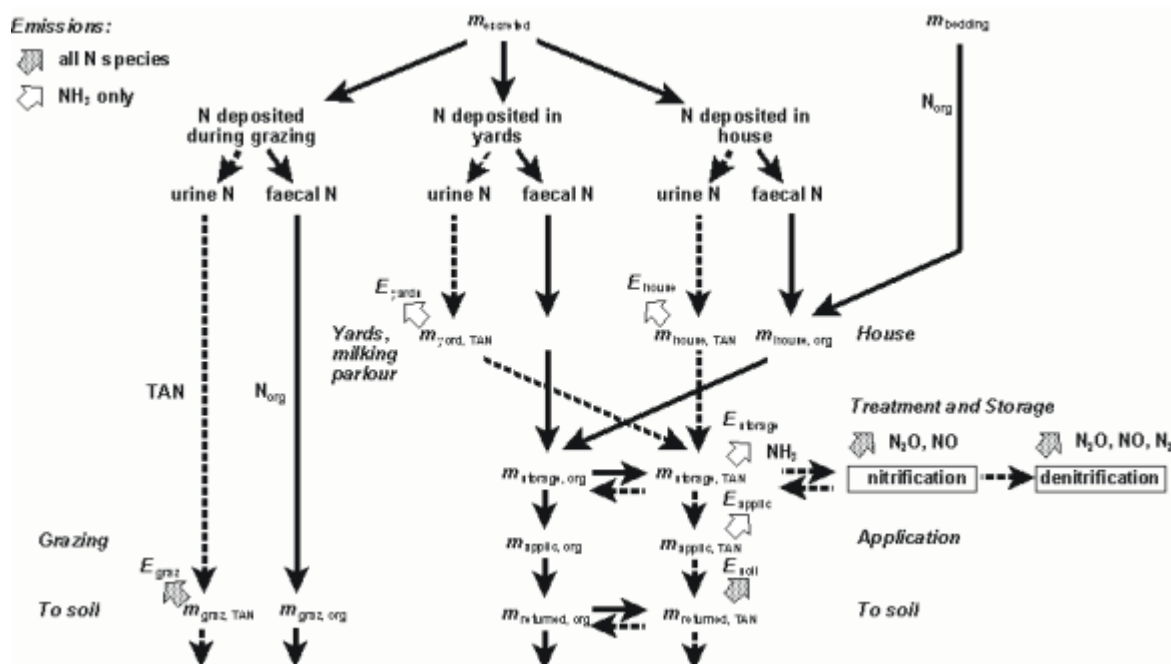 Emissions:
all N species
NH₃ only
m excreted
m bedding
N deposited
during grazing
N deposited in
yards
N deposited in
house
N org
urine N
faecal N
urine N
faecal N
urine N
faecal N
E yards
E house
Yards,
milking
parlour
m yard, TAN
m house, TAN
m house, org
House
TAN
N org
Treatment and Storage
E storage
NH₃
N₂O, NO
N₂O, NO, N₂
m storage, org
m storage, TAN
nitrification
denitrification
E applic
Grazing
m applic, org
m applic, TAN
Application
E graz
E soil
To soil
m graz, TAN
m graz, org
m returned, org
m returned, TAN
To soil